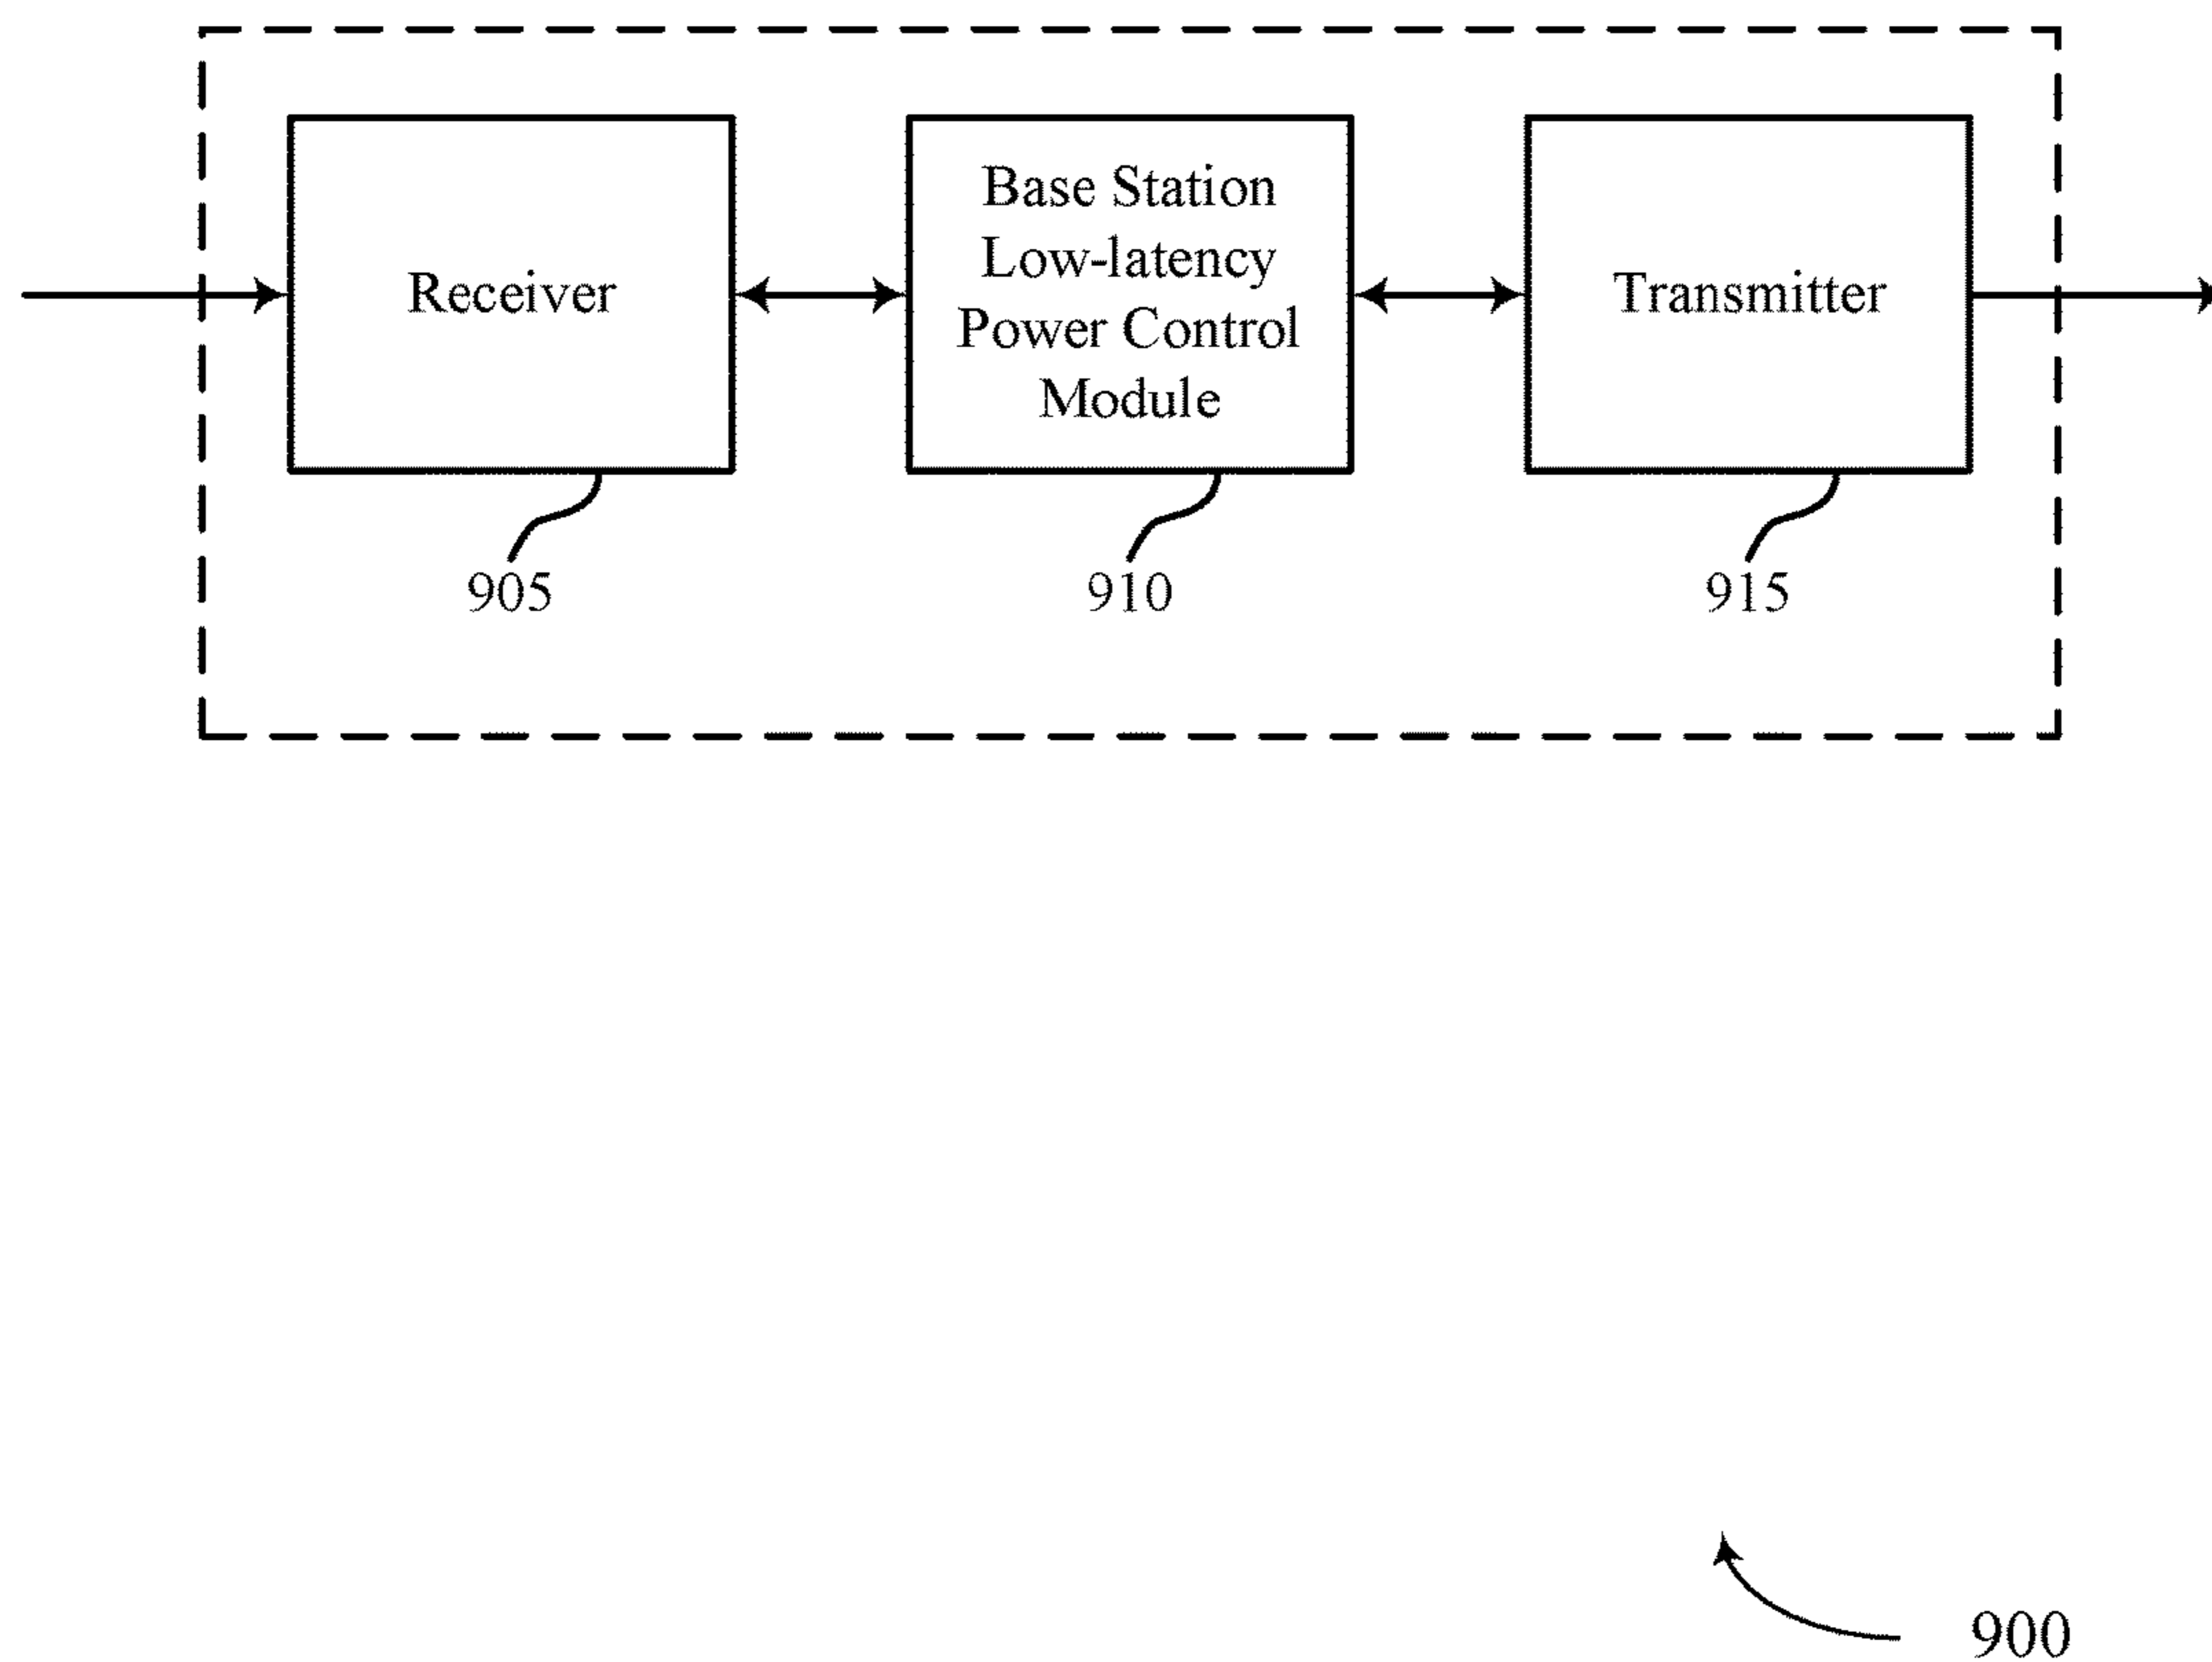 Receiver
Base Station
Low-latency
Power Control
Module
Transmitter
905
910
915
900